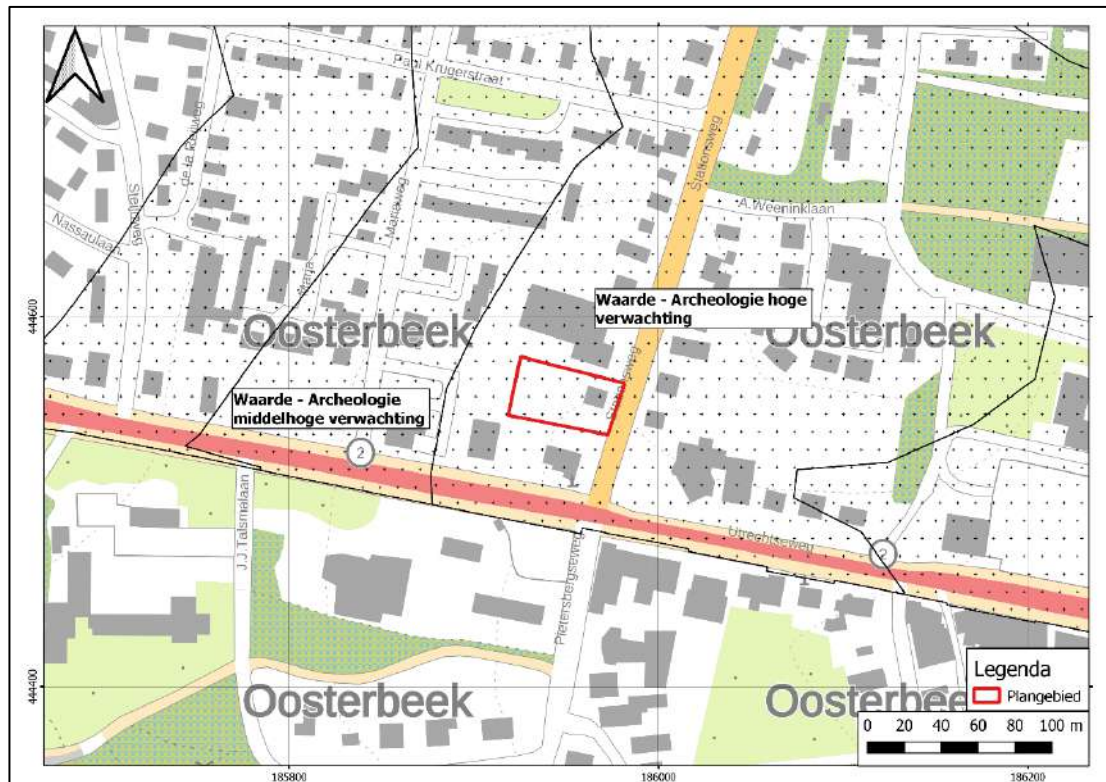 Paul Krugerstraat
de la Reyweg
Steijnweg
Mariaweg
Stationsweg
A.Weeninklaan
Nassaulaan
Maria
444600
Oosterbeek
Waarde - Archeologie hoge
verwachting
Oosterbeek
Stationsweg
Waarde - Archeologie
middelhoge verwachting
2
J.J.Talsmalaan
Pietersbergseweg
Utrechtseweg
2
444400
Oosterbeek
Oosterbeek
Legenda
Plangebied
0 20 40 60 80 100 m
185800
186000
186200